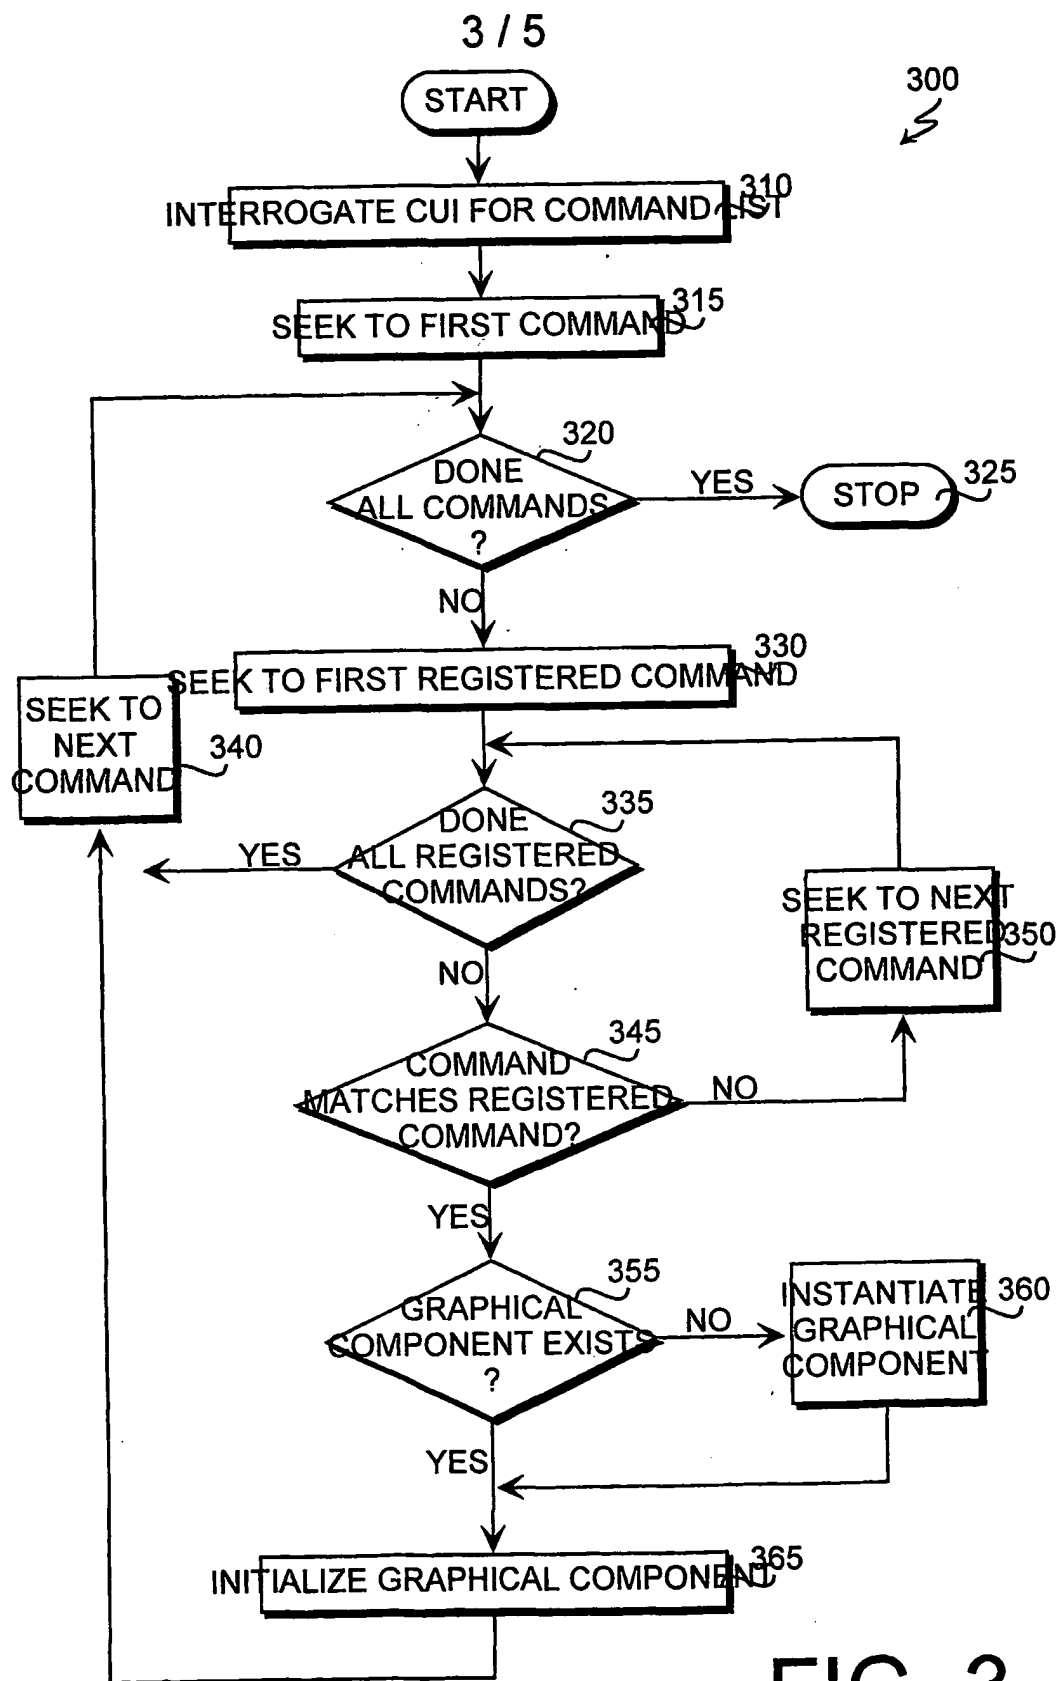 3 / 5
START
300
310
INTERROGATE CUI FOR COMMAND LIST
315
SEEK TO FIRST COMMAND
320
DONE
ALL COMMANDS
?
YES
STOP
325
NO
330
SEEK TO FIRST REGISTERED COMMAND
SEEK TO
NEXT
COMMAND
340
335
DONE
ALL REGISTERED
COMMANDS?
YES
NO
SEEK TO NEXT
REGISTERED
COMMAND
350
345
COMMAND
MATCHES REGISTERED
COMMAND?
NO
YES
355
GRAPHICAL
COMPONENT EXISTS
?
NO
INSTANTIATE
GRAPHICAL
COMPONENT
360
YES
365
INITIALIZE GRAPHICAL COMPONENT
FIG. 3